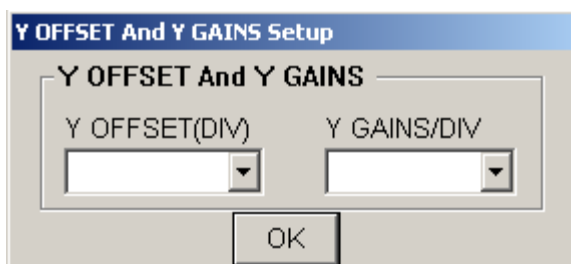 Y OFFSET And Y GAINS Setup
Y OFFSET And Y GAINS
Y OFFSET(DIV) Y GAINS/DIV
OK